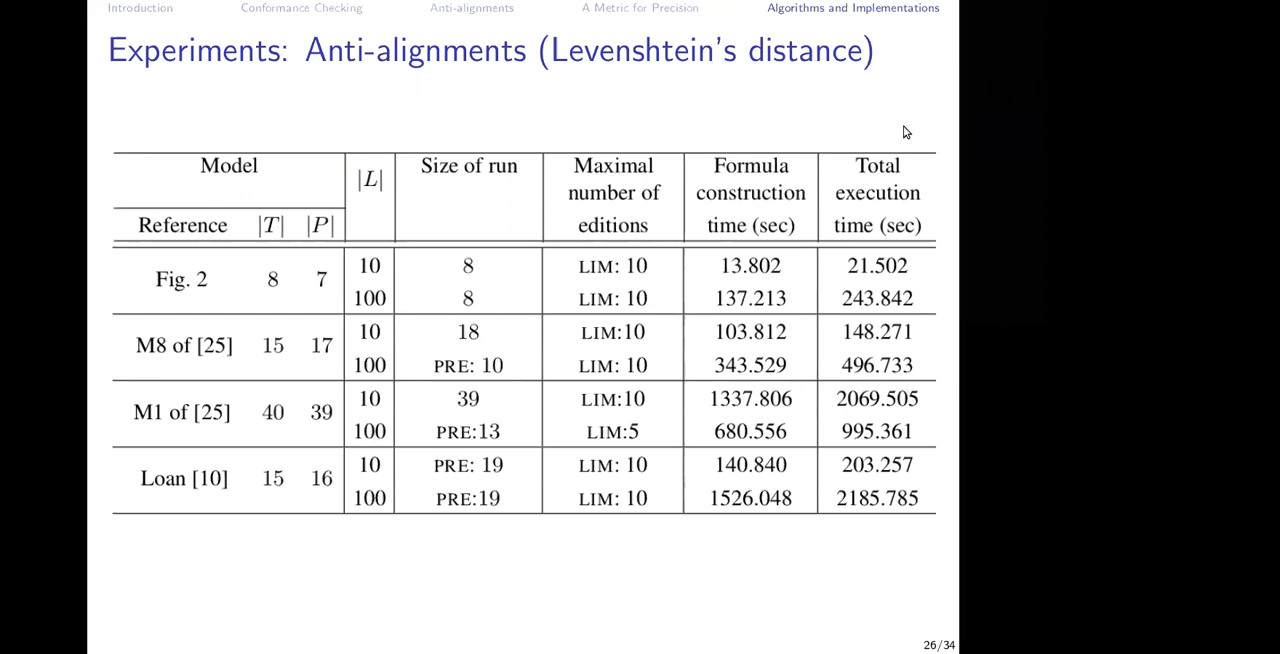 Introduction Conformance Checking Anti-alignments A Metric for Precision Algorithms and Implementations
Experiments: Anti-alignments (Levenshtein's distance)
Model |L| Size of run Maximal number of editions Formula construction time (sec) Total execution time (sec)
Reference |T| |P|
Fig. 2 8 7 10 8 LIM: 10 13.802 21.502
100 8 LIM: 10 137.213 243.842
M8 of [25] 15 17 10 18 LIM:10 103.812 148.271
100 PRE: 10 LIM: 10 343.529 496.733
M1 of [25] 40 39 10 39 LIM:10 1337.806 2069.505
100 PRE:13 LIM:5 680.556 995.361
Loan [10] 15 16 10 PRE: 19 LIM: 10 140.840 203.257
100 PRE:19 LIM: 10 1526.048 2185.785
26/34